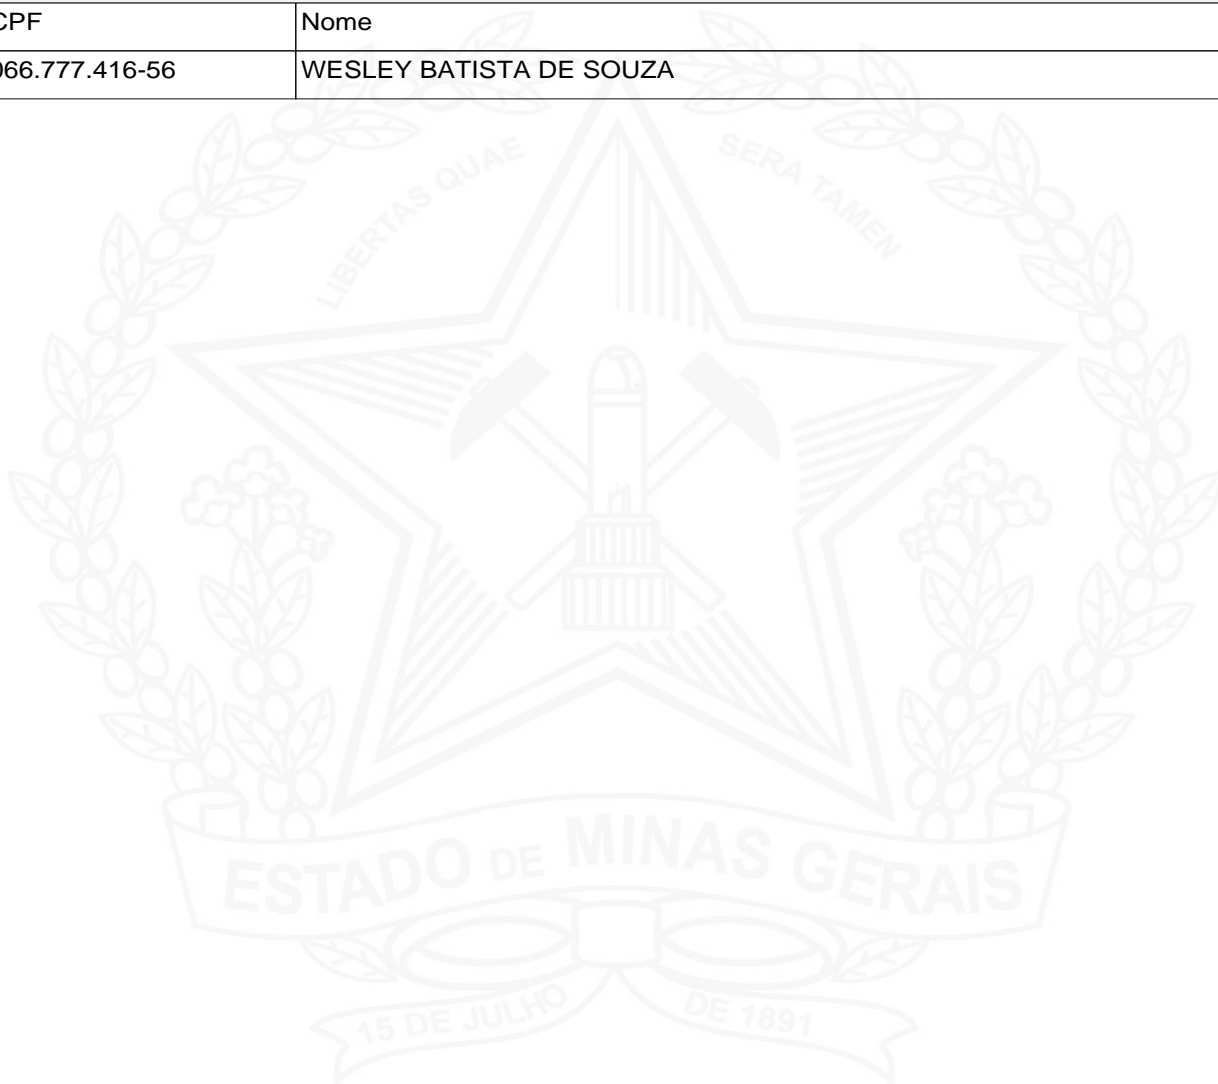 CPF Nome
066.777.416-56 WESLEY BATISTA DE SOUZA
LIBERTAS QUAE SERA TAMEN
ESTADO DE MINAS GERAIS
15 DE JULHO DE 1891